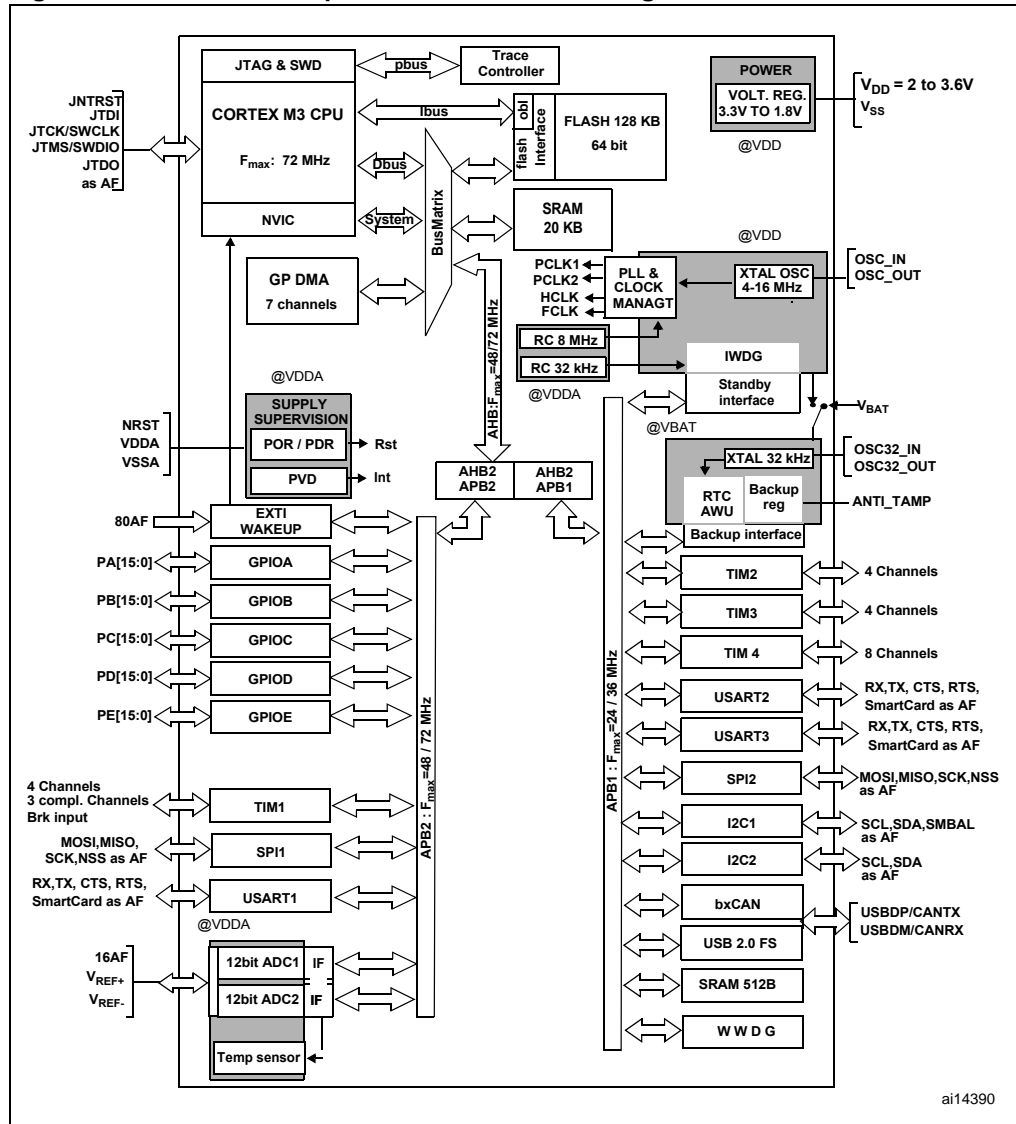 JTAG & SWD
pbus
Trace
Controller
POWER
VOLT. REG.
3.3V TO 1.8V
@VDD
VDD = 2 to 3.6V
VSS
JNTRST
JTDI
JTCK/SWCLK
JTMS/SWDIO
JTDO
as AF
CORTEX M3 CPU
Fmax: 72 MHz
NVIC
Ibus
Dbus
System
BusMatrix
flash obl
Interface
FLASH 128 KB
64 bit
SRAM
20 KB
GP DMA
7 channels
AHB:Fmax=48/72 MHz
@VDD
PCLK1
PCLK2
HCLK
FCLK
PLL &
CLOCK
MANAGT
XTAL OSC
4-16 MHz
OSC_IN
OSC_OUT
RC 8 MHz
RC 32 kHz
@VDDA
IWDG
Standby
interface
@VBAT
VBAT
@VDDA
SUPPLY
SUPERVISION
POR / PDR
Rst
PVD
Int
NRST
VDDA
VSSA
AHB2
APB2
AHB2
APB1
XTAL 32 kHz
OSC32_IN
OSC32_OUT
RTC
AWU
Backup
reg
ANTI_TAMP
Backup interface
80AF
EXTI
WAKEUP
PA[15:0]
GPIOA
PB[15:0]
GPIOB
PC[15:0]
GPIOC
PD[15:0]
GPIOD
PE[15:0]
GPIOE
4 Channels
3 compl. Channels
Brk input
TIM1
MOSI,MISO,
SCK,NSS as AF
SPI1
RX,TX, CTS, RTS,
SmartCard as AF
USART1
@VDDA
16AF
VREF+
VREF-
12bit ADC1 IF
12bit ADC2 IF
Temp sensor
APB2 : Fmax=48 / 72 MHz
APB1 : Fmax=24 / 36 MHz
TIM2
4 Channels
TIM3
4 Channels
TIM 4
8 Channels
USART2
RX,TX, CTS, RTS,
SmartCard as AF
USART3
RX,TX, CTS, RTS,
SmartCard as AF
SPI2
MOSI,MISO,SCK,NSS
as AF
I2C1
SCL,SDA,SMBAL
as AF
I2C2
SCL,SDA
as AF
bxCAN
USBDP/CANTX
USBDM/CANRX
USB 2.0 FS
SRAM 512B
W W D G
ai14390